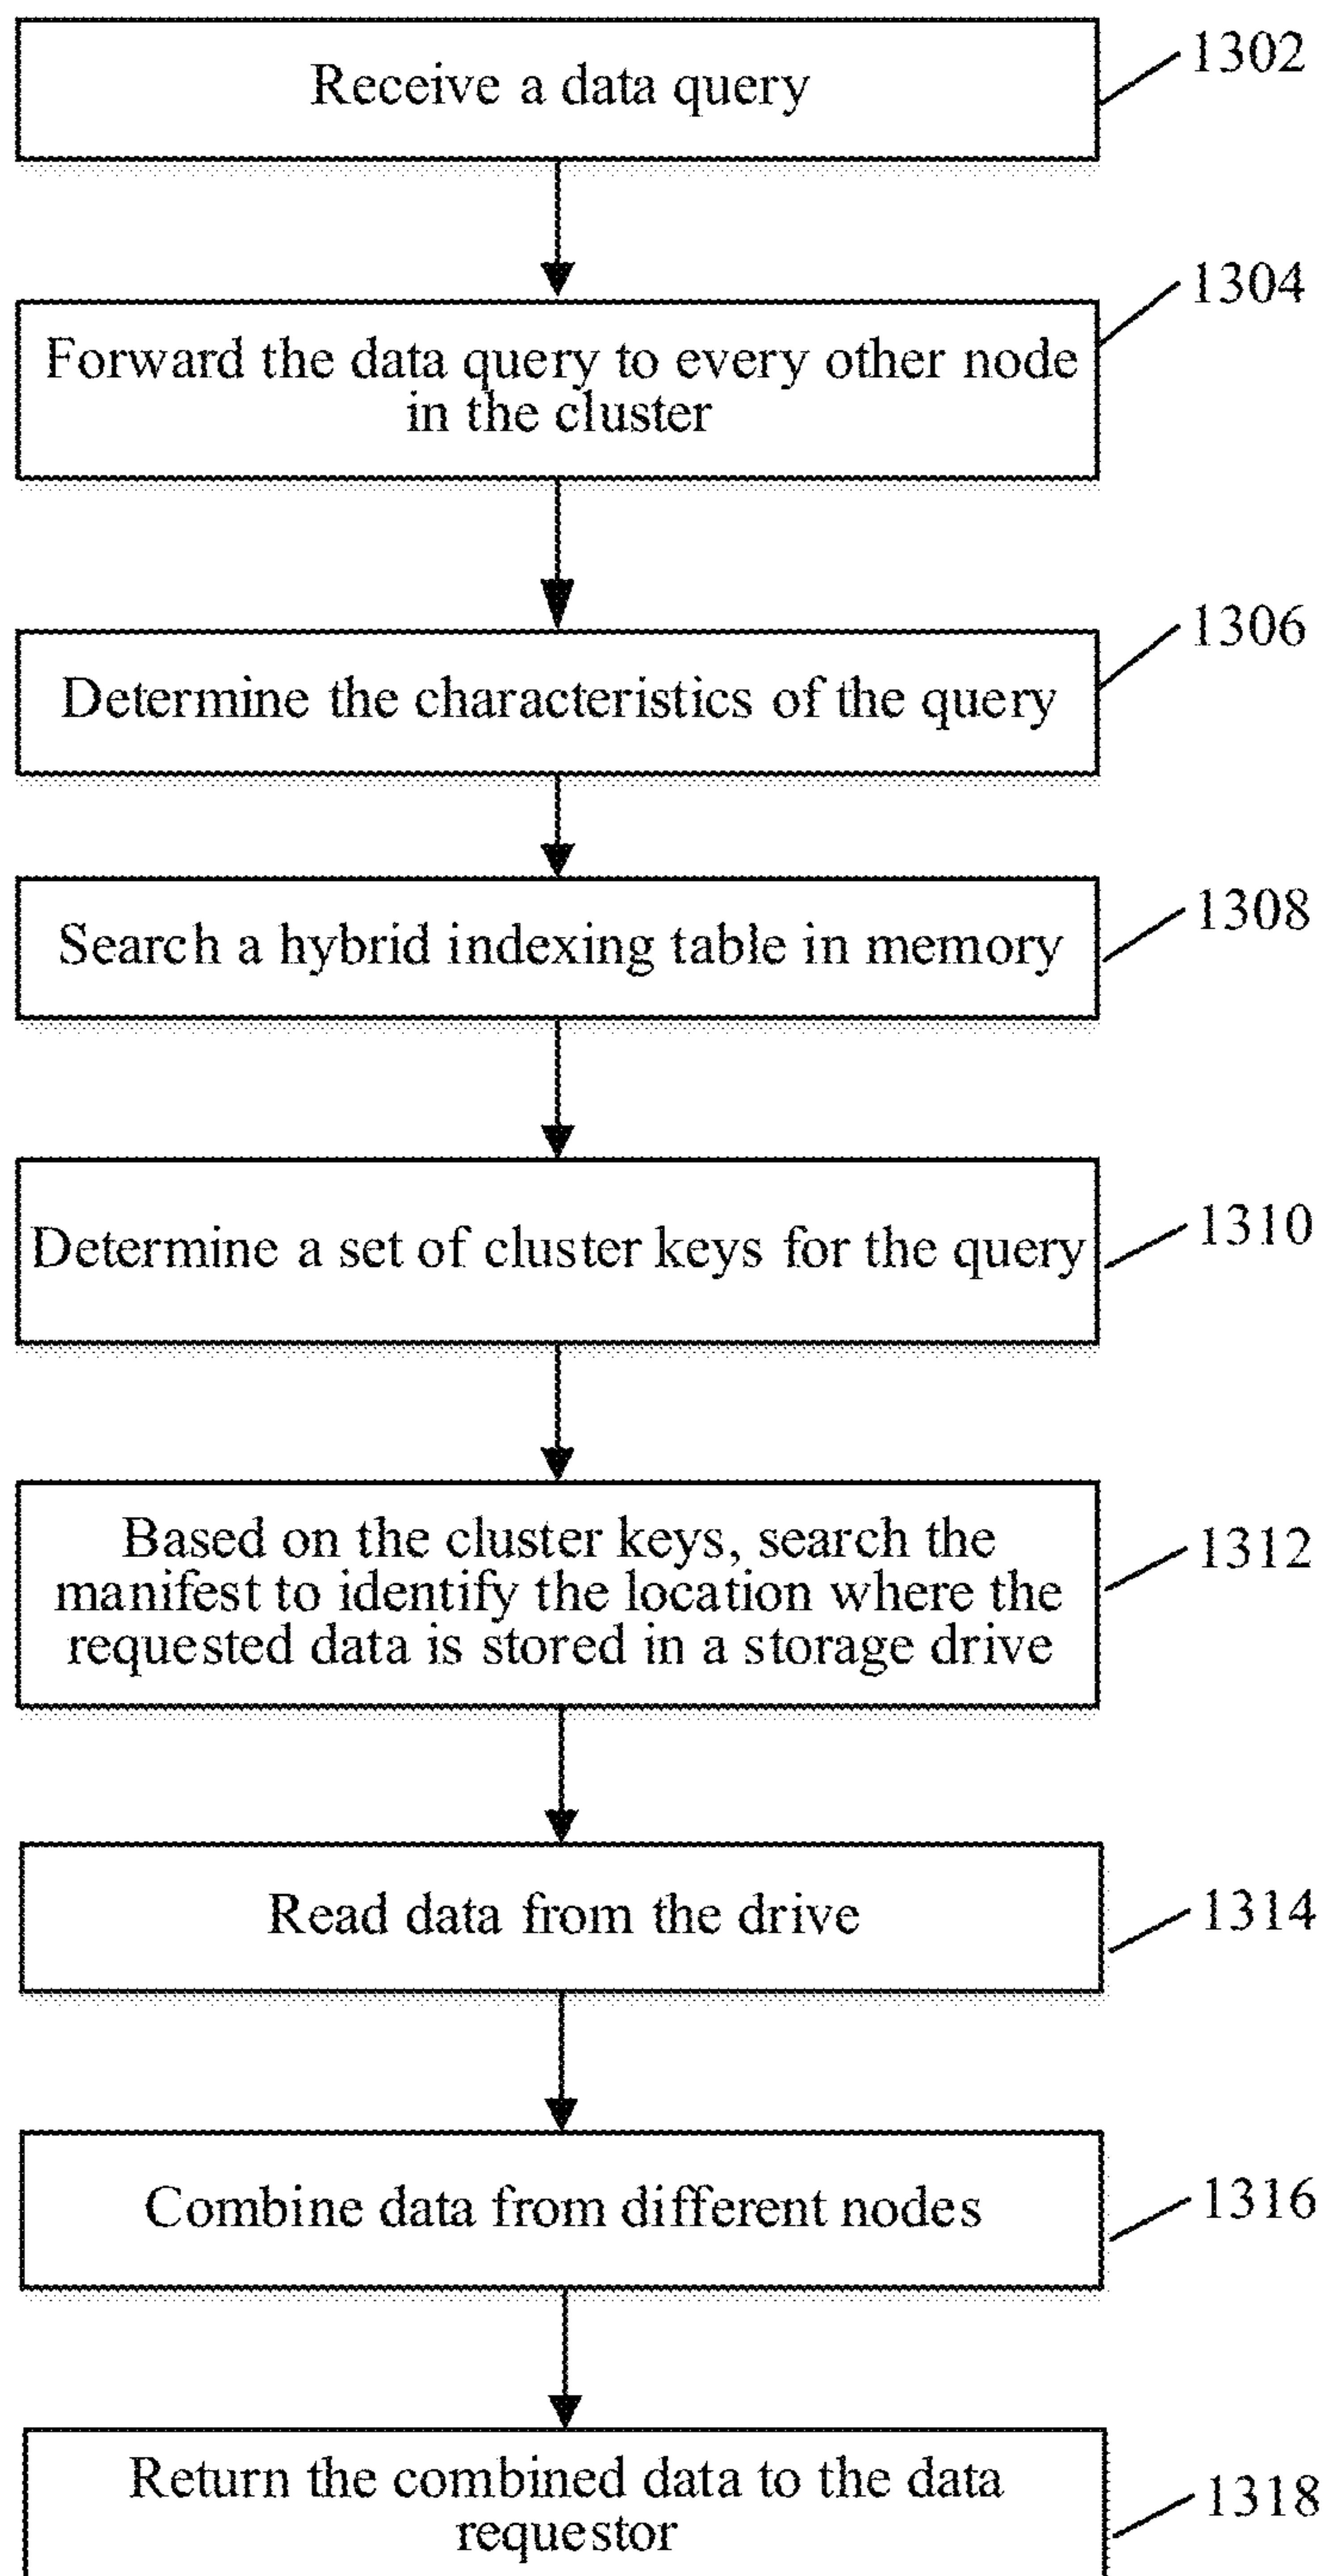 Receive a data query
1302
Forward the data query to every other node
in the cluster
1304
Determine the characteristics of the query
1306
Search a hybrid indexing table in memory
1308
Determine a set of cluster keys for the query
1310
Based on the cluster keys, search the
manifest to identify the location where the
requested data is stored in a storage drive
1312
Read data from the drive
1314
Combine data from different nodes
1316
Return the combined data to the data
requestor
1318